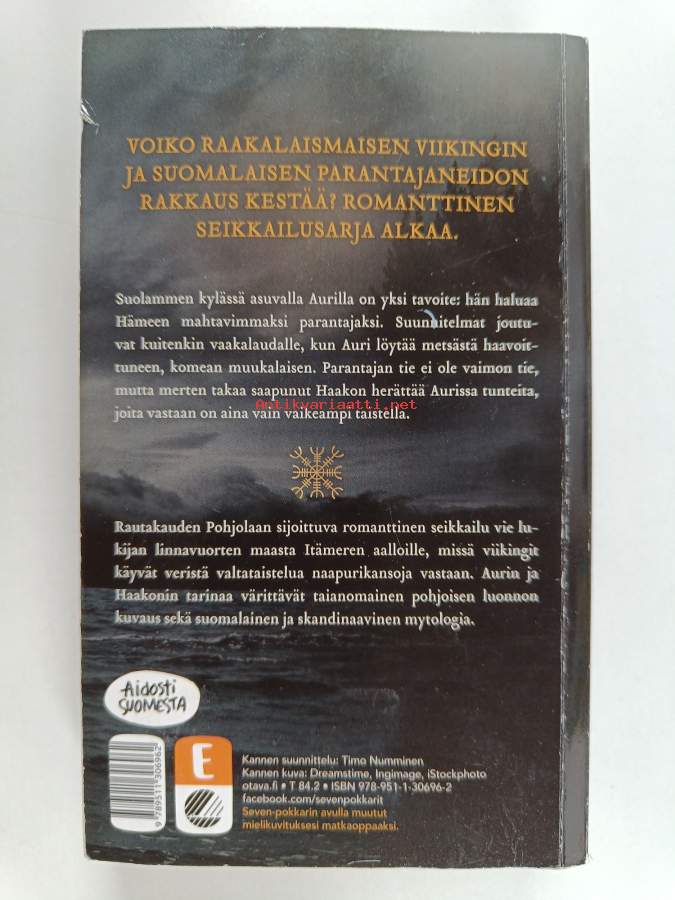 VOIKO RAAKALAISMAISEN VIIKINGIN
JA SUOMALAISEN PARANTAJANEIDON
RAKKAUS KESTÄÄ? ROMANTTINEN
SEIKKAILUSARJA ALKAA.
Suolammen kylässä asuvalla Aurilla on yksi tavoite: hän haluaa
Hämeen mahtavimmaksi parantajaksi. Suunnitelmat joutu-
vat kuitenkin vaakalaudalle, kun Auri löytää metsästä haavoit-
tuneen, komean muukalaisen. Parantajan tie ei ole vaimon tie,
mutta merten takaa saapunut Haakon herättää Aurissa tunteita,
joita vastaan on aina vain vaikeampi taistella.
Antikvariaatti.net
Rautakauden Pohjolaan sijoittuva romanttinen seikkailu vie lu-
kijan linnavuorten maasta Itämeren aalloille, missä viikingit
käyvät veristä valtataistelua naapurikansoja vastaan. Aurin ja
Haakonin tarinaa värittävät taianomainen pohjoisen luonnon
kuvaus sekä suomalainen ja skandinaavinen mytologia.
Aidosti
SUOMESTA
9 789511 306962
E
Kannen suunnittelu: Timo Numminen
Kannen kuva: Dreamstime, Ingimage, iStockphoto
otava.fi • T 84.2 • ISBN 978-951-1-30696-2
facebook.com/sevenpokkarit
Seven-pokkarin avulla muutut
mielikuvituksesi matkaoppaaksi.